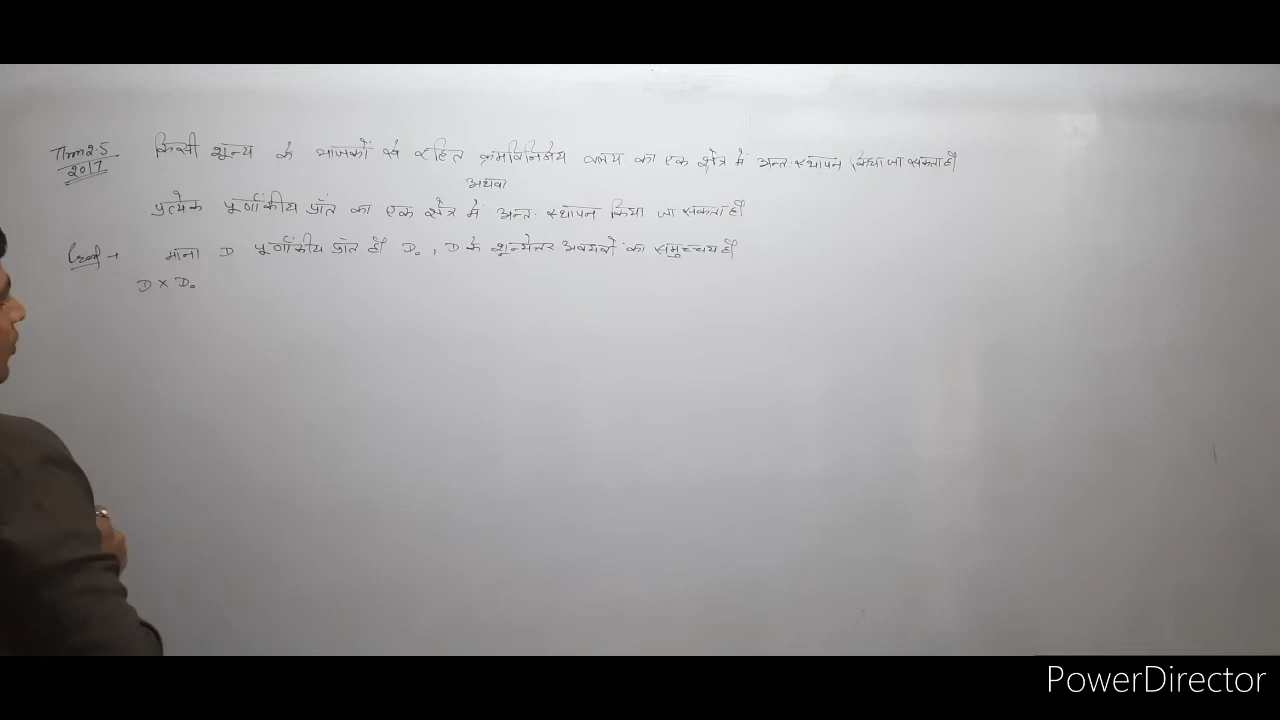 Thm 2.5 किसी शून्य के भाजकों से रहित क्रमविनिमेय वलय का एक क्षेत्र में अन्तः स्थापन किया जा सकता है
2017
अथवा
प्रत्येक पूर्णांकीय प्रांत का एक क्षेत्र में अन्तः स्थापन किया जा सकता है
Proof → माना D पूर्णांकीय प्रांत है D₀, D के शून्येत्तर अवयवों का समुच्चय है
D × D₀
PowerDirector